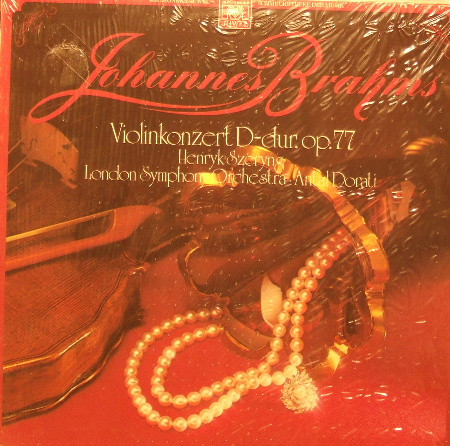 Johannes Brahms
Violinkonzert D-dur, op. 77
Henryk Szeryng
London Symphony Orchestra · Antal Dorati